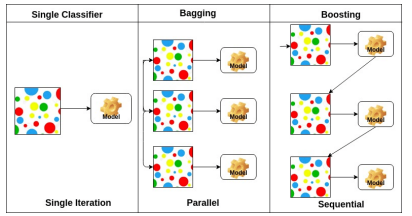 Single Classifier
Bagging
Boosting
Model
Model
Model
Model
Model
Model
Model
Single Iteration
Parallel
Sequential